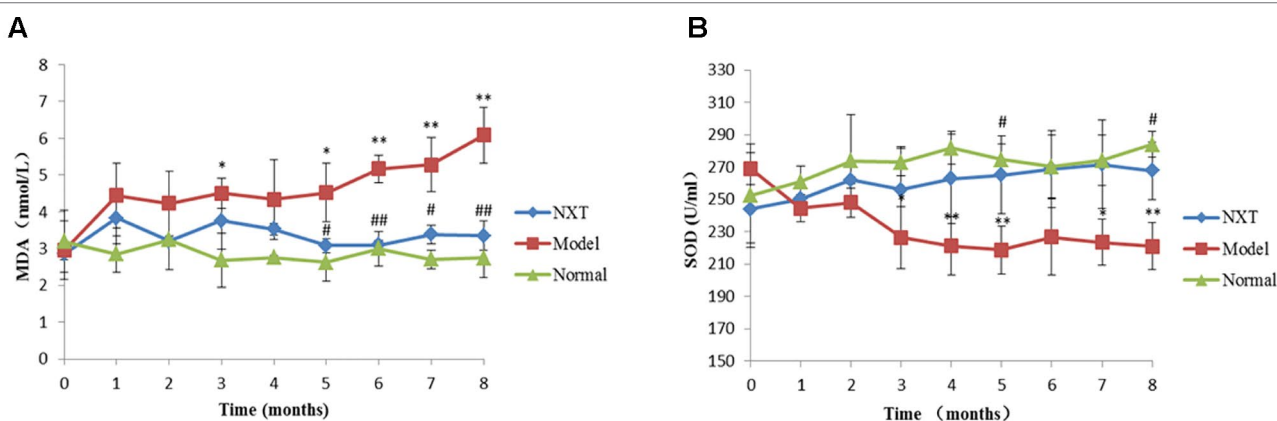 A
B
MDA（nmol/L）
8
7
6
5
4
3
2
1
0
* * ** ** **
# ## # ##
0 1 2 3 4 5 6 7 8
Time (months)
NXT
Model
Normal
SOD (U/ml)
330
310
290
270
250
230
210
190
170
150
# #
* ** ** * **
0 1 2 3 4 5 6 7 8
Time （months）
NXT
Model
Normal